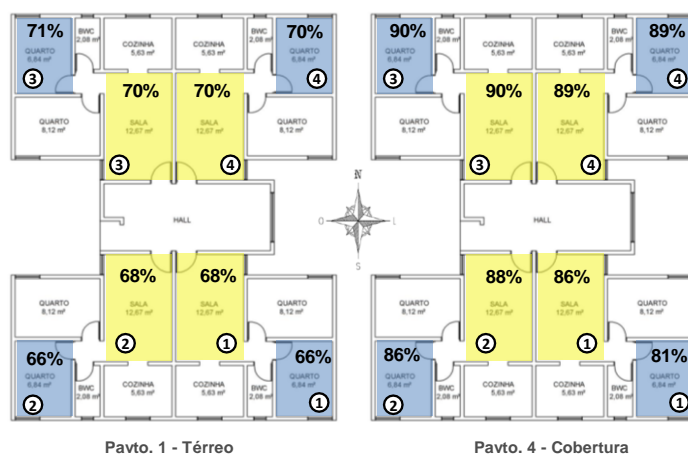 71%
QUARTO
6,84 m²
3
BWC
2,08 m²
COZINHA
5,63 m²
COZINHA
5,63 m²
BWC
2,08 m²
70%
QUARTO
6,84 m²
4
QUARTO
8,12 m²
70%
SALA
12,67 m²
3
70%
SALA
12,67 m²
4
QUARTO
8,12 m²
HALL
QUARTO
8,12 m²
68%
SALA
12,67 m²
2
68%
SALA
12,67 m²
1
QUARTO
8,12 m²
66%
QUARTO
6,84 m²
2
BWC
2,08 m²
COZINHA
5,63 m²
COZINHA
5,63 m²
BWC
2,08 m²
66%
QUARTO
6,84 m²
1
Pavto. 1 - Térreo
N
O
L
S
90%
QUARTO
6,84 m²
3
BWC
2,08 m²
COZINHA
5,63 m²
COZINHA
5,63 m²
BWC
2,08 m²
89%
QUARTO
6,84 m²
4
QUARTO
8,12 m²
90%
SALA
12,67 m²
3
89%
SALA
12,67 m²
4
QUARTO
8,12 m²
HALL
QUARTO
8,12 m²
88%
SALA
12,67 m²
2
86%
SALA
12,67 m²
1
QUARTO
8,12 m²
86%
QUARTO
6,84 m²
2
BWC
2,08 m²
COZINHA
5,63 m²
COZINHA
5,63 m²
BWC
2,08 m²
81%
QUARTO
6,84 m²
1
Pavto. 4 - Cobertura